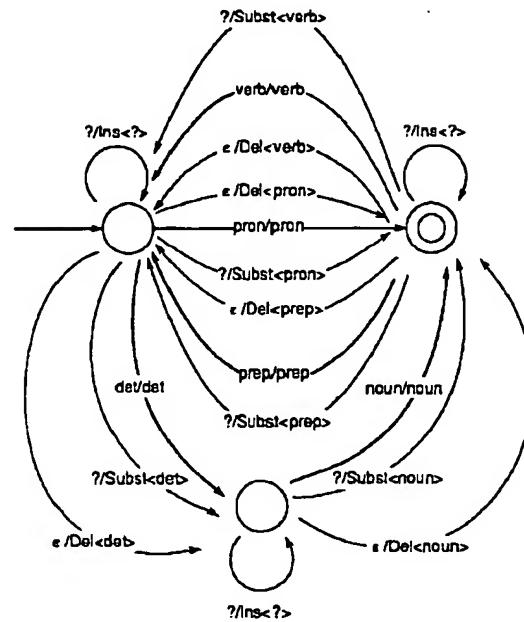 ?/Subst<verb>
verb/verb
?/Ins<?> ε/Del<verb> ?/Ins<?>
ε/Del<pron>
pron/pron
?/Subst<pron>
ε/Del<prep>
prep/prep
det/det noun/noun
?/Subst<prep>
?/Subst<det> ?/Subst<noun>
ε/Del<det> ε/Del<noun>
?/Ins<?>